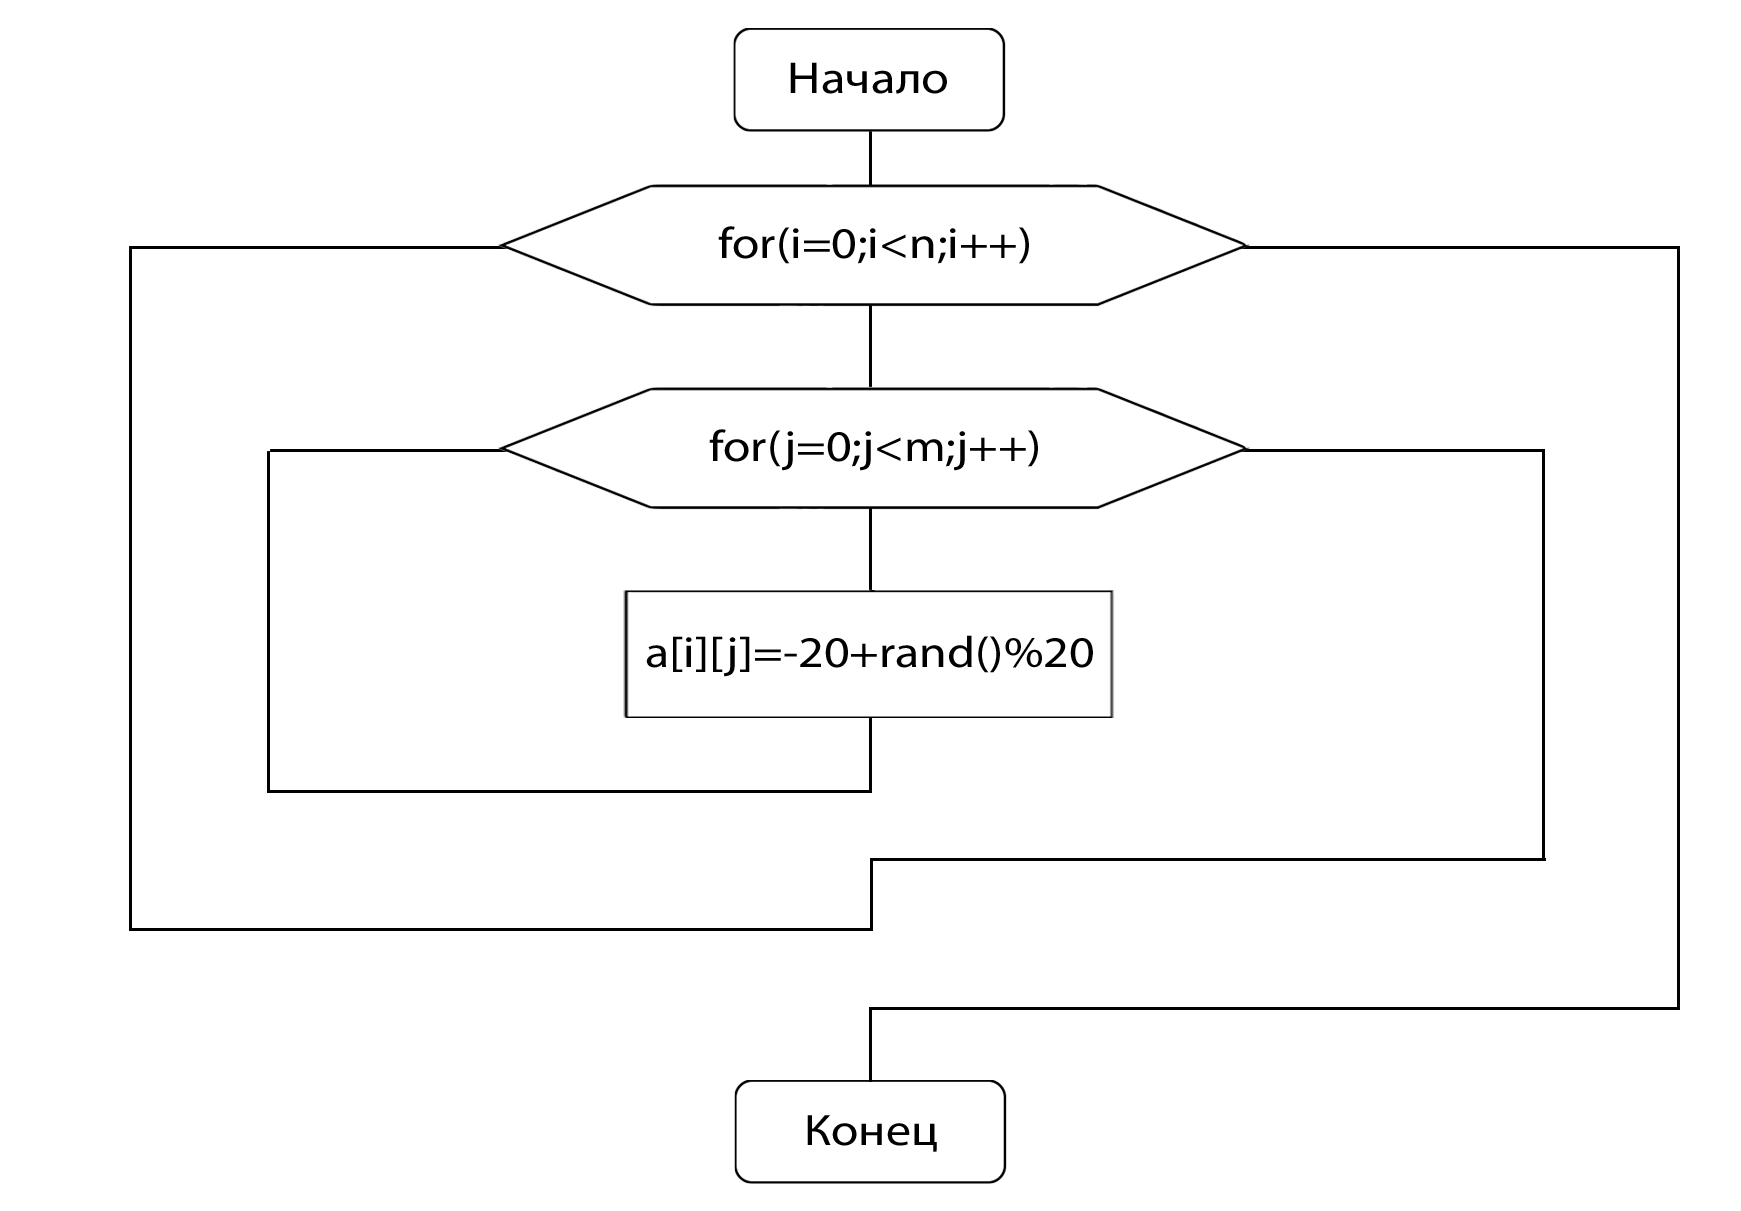 Начало
for(i=0;i<n;i++)
for(j=0;j<m;j++)
a[i][j]=-20+rand()%20
Конец